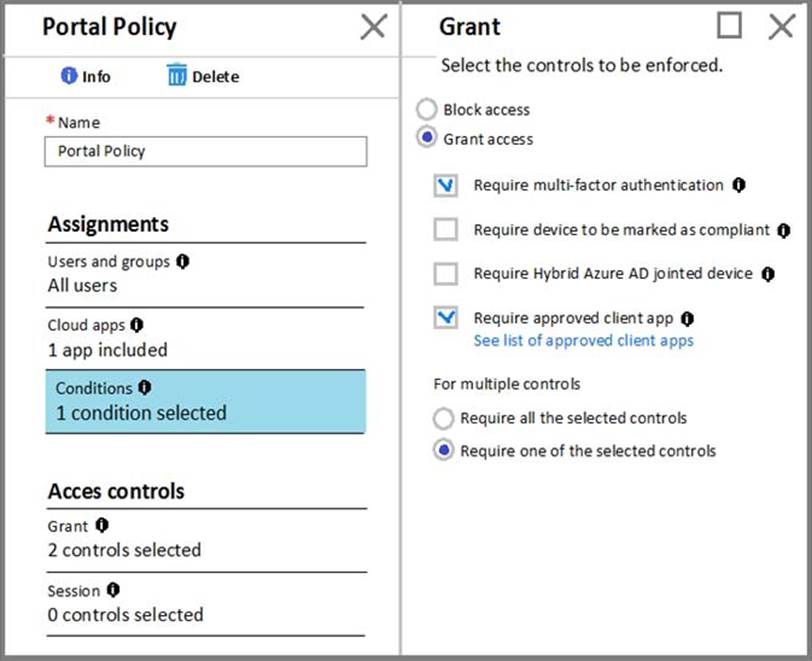 Portal Policy
Info
Delete
* Name
Portal Policy
Assignments
Users and groups
All users
Cloud apps
1 app included
Conditions
1 condition selected
Acces controls
Grant
2 controls selected
Session
0 controls selected
Grant
Select the controls to be enforced.
Block access
Grant access
Require multi-factor authentication
Require device to be marked as compliant
Require Hybrid Azure AD jointed device
Require approved client app
See list of approved client apps
For multiple controls
Require all the selected controls
Require one of the selected controls